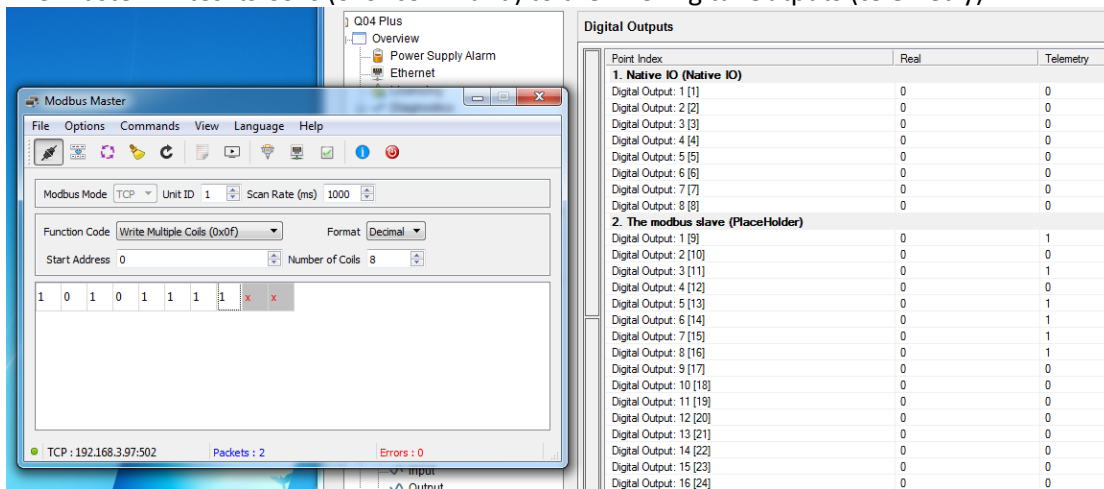 Q04 Plus
Overview
Power Supply Alarm
Ethernet
Modbus Master
File Options Commands View Language Help
Modbus Mode TCP Unit ID 1 Scan Rate (ms) 1000
Function Code Write Multiple Coils (0x0f) Format Decimal
Start Address 0 Number of Coils 8
1 0 1 0 1 1 1 1 x x
TCP : 192.168.3.97:502 Packets : 2 Errors : 0
Input
Output
Digital Outputs
Point Index Real Telemetry
1. Native IO (Native IO)
Digital Output: 1 [1] 0 0
Digital Output: 2 [2] 0 0
Digital Output: 3 [3] 0 0
Digital Output: 4 [4] 0 0
Digital Output: 5 [5] 0 0
Digital Output: 6 [6] 0 0
Digital Output: 7 [7] 0 0
Digital Output: 8 [8] 0 0
2. The modbus slave (PlaceHolder)
Digital Output: 1 [9] 0 1
Digital Output: 2 [10] 0 0
Digital Output: 3 [11] 0 1
Digital Output: 4 [12] 0 0
Digital Output: 5 [13] 0 1
Digital Output: 6 [14] 0 1
Digital Output: 7 [15] 0 1
Digital Output: 8 [16] 0 1
Digital Output: 9 [17] 0 0
Digital Output: 10 [18] 0 0
Digital Output: 11 [19] 0 0
Digital Output: 12 [20] 0 0
Digital Output: 13 [21] 0 0
Digital Output: 14 [22] 0 0
Digital Output: 15 [23] 0 0
Digital Output: 16 [24] 0 0